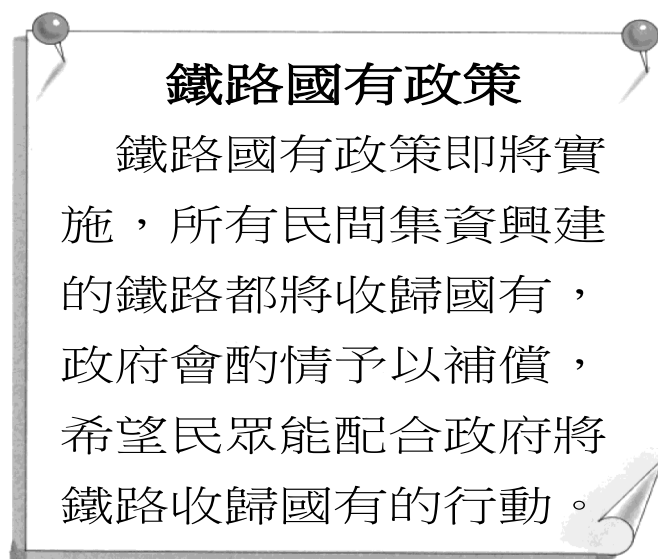 鐵路國有政策
鐵路國有政策即將實
施，所有民間集資興建
的鐵路都將收歸國有，
政府會酌情予以補償，
希望民眾能配合政府將
鐵路收歸國有的行動。